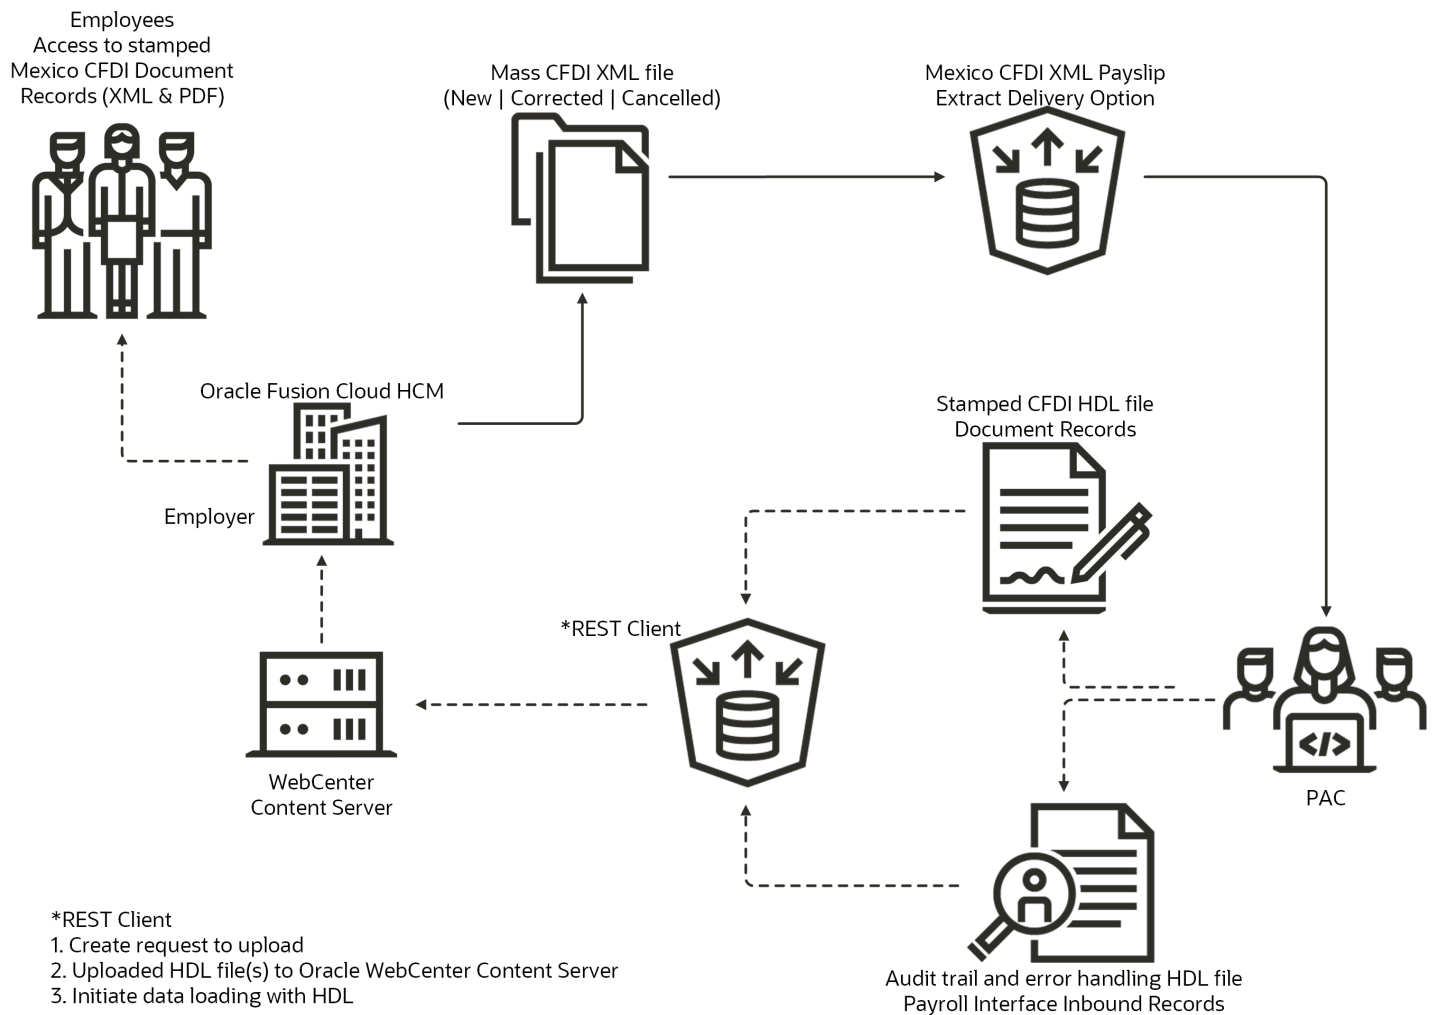 Employees
Access to stamped
Mexico CFDI Document
Records (XML & PDF)
Mass CFDI XML file
(New | Corrected | Cancelled)
Mexico CFDI XML Payslip
Extract Delivery Option
Oracle Fusion Cloud HCM
Employer
Stamped CFDI HDL file
Document Records
*REST Client
WebCenter
Content Server
</>
PAC
Audit trail and error handling HDL file
Payroll Interface Inbound Records
*REST Client
1. Create request to upload
2. Uploaded HDL file(s) to Oracle WebCenter Content Server
3. Initiate data loading with HDL